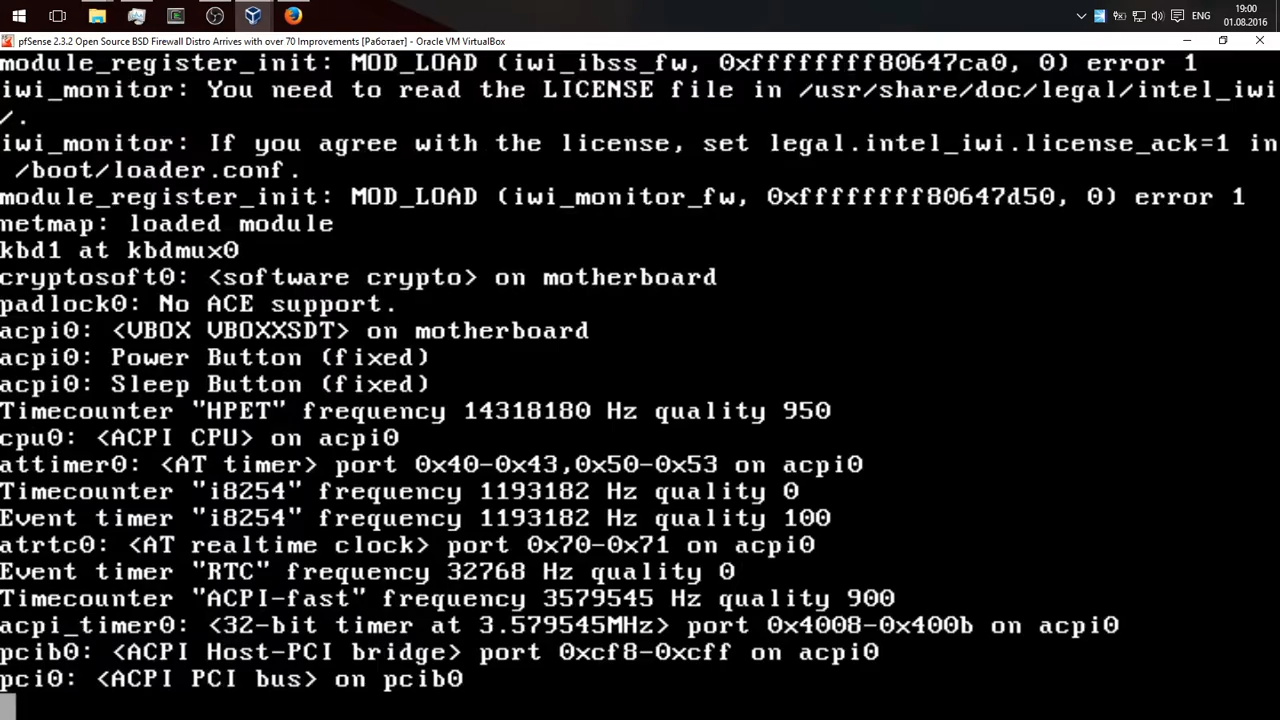 19:00
ENG
01.08.2016
pfSense 2.3.2 Open Source BSD Firewall Distro Arrives with over 70 Improvements [Работает] - Oracle VM VirtualBox
module_register_init: MOD_LOAD (iwi_ibss_fw, 0xffffffff80647ca0, 0) error 1
iwi_monitor: You need to read the LICENSE file in /usr/share/doc/legal/intel_iwi
/.
iwi_monitor: If you agree with the license, set legal.intel_iwi.license_ack=1 in
/boot/loader.conf.
module_register_init: MOD_LOAD (iwi_monitor_fw, 0xffffffff80647d50, 0) error 1
netmap: loaded module
kbd1 at kbdmux0
cryptosoft0: <software crypto> on motherboard
padlock0: No ACE support.
acpi0: <VBOX VBOXXSDT> on motherboard
acpi0: Power Button (fixed)
acpi0: Sleep Button (fixed)
Timecounter "HPET" frequency 14318180 Hz quality 950
cpu0: <ACPI CPU> on acpi0
attimer0: <AT timer> port 0x40-0x43,0x50-0x53 on acpi0
Timecounter "i8254" frequency 1193182 Hz quality 0
Event timer "i8254" frequency 1193182 Hz quality 100
atrtc0: <AT realtime clock> port 0x70-0x71 on acpi0
Event timer "RTC" frequency 32768 Hz quality 0
Timecounter "ACPI-fast" frequency 3579545 Hz quality 900
acpi_timer0: <32-bit timer at 3.579545MHz> port 0x4008-0x400b on acpi0
pcib0: <ACPI Host-PCI bridge> port 0xcf8-0xcff on acpi0
pci0: <ACPI PCI bus> on pcib0